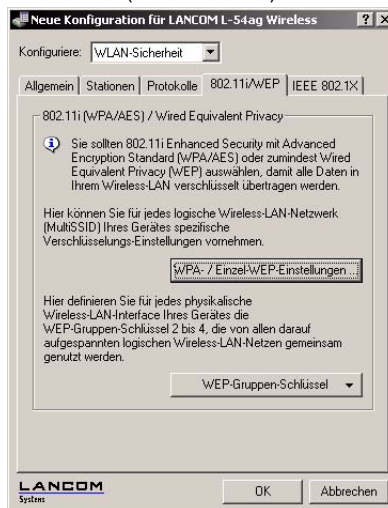 Neue Konfiguration für LANCOM L-54ag Wireless
Konfiguriere: WLAN-Sicherheit
Allgemein Stationen Protokolle 802.11i/WEP IEEE 802.1X
802.11i (WPA/AES) / Wired Equivalent Privacy
Sie sollten 802.11i Enhanced Security mit Advanced
Encryption Standard (WPA/AES) oder zumindest Wired
Equivalent Privacy (WEP) auswählen, damit alle Daten in
Ihrem Wireless-LAN verschlüsselt übertragen werden.
Hier können Sie für jedes logische Wireless-LAN-Netzwerk
(MultiSSID) Ihres Gerätes spezifische
Verschlüsselungs-Einstellungen vornehmen.
WPA- / Einzel-WEP-Einstellungen ...
Hier definieren Sie für jedes physikalische
Wireless-LAN-Interface Ihres Gerätes die
WEP-Gruppen-Schlüssel 2 bis 4, die von allen darauf
aufgespannten logischen Wireless-LAN-Netzen gemeinsam
genutzt werden.
WEP-Gruppen-Schlüssel
LANCOM
Systems
OK Abbrechen